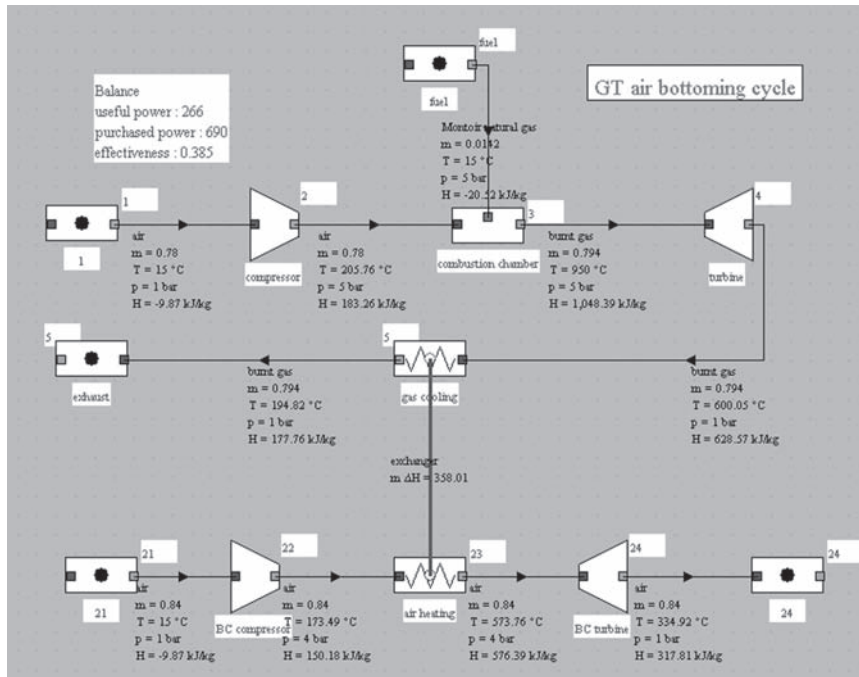 fuel
GT air bottoming cycle
fuel
Balance
useful power : 266
purchased power : 690
effectiveness : 0.385
Montoir natural gas
m = 0.0142
T = 15 °C
p = 5 bar
H = -20.52 kJ/kg
1
2
3
4
1
compressor
combustion chamber
turbine
air
m = 0.78
T = 15 °C
p = 1 bar
H = -9.87 kJ/kg
air
m = 0.78
T = 205.76 °C
p = 5 bar
H = 183.26 kJ/kg
burnt gas
m = 0.794
T = 950 °C
p = 5 bar
H = 1,048.39 kJ/kg
5
5
exhaust
gas cooling
burnt gas
m = 0.794
T = 194.82 °C
p = 1 bar
H = 177.76 kJ/kg
burnt gas
m = 0.794
T = 600.05 °C
p = 1 bar
H = 628.57 kJ/kg
exchanger
m ΔH = 358.01
21
22
23
24
24
21
BC compressor
air heating
BC turbine
24
air
m = 0.84
T = 15 °C
p = 1 bar
H = -9.87 kJ/kg
air
m = 0.84
T = 173.49 °C
p = 4 bar
H = 150.18 kJ/kg
air
m = 0.84
T = 573.76 °C
p = 4 bar
H = 576.39 kJ/kg
air
m = 0.84
T = 334.92 °C
p = 1 bar
H = 317.81 kJ/kg